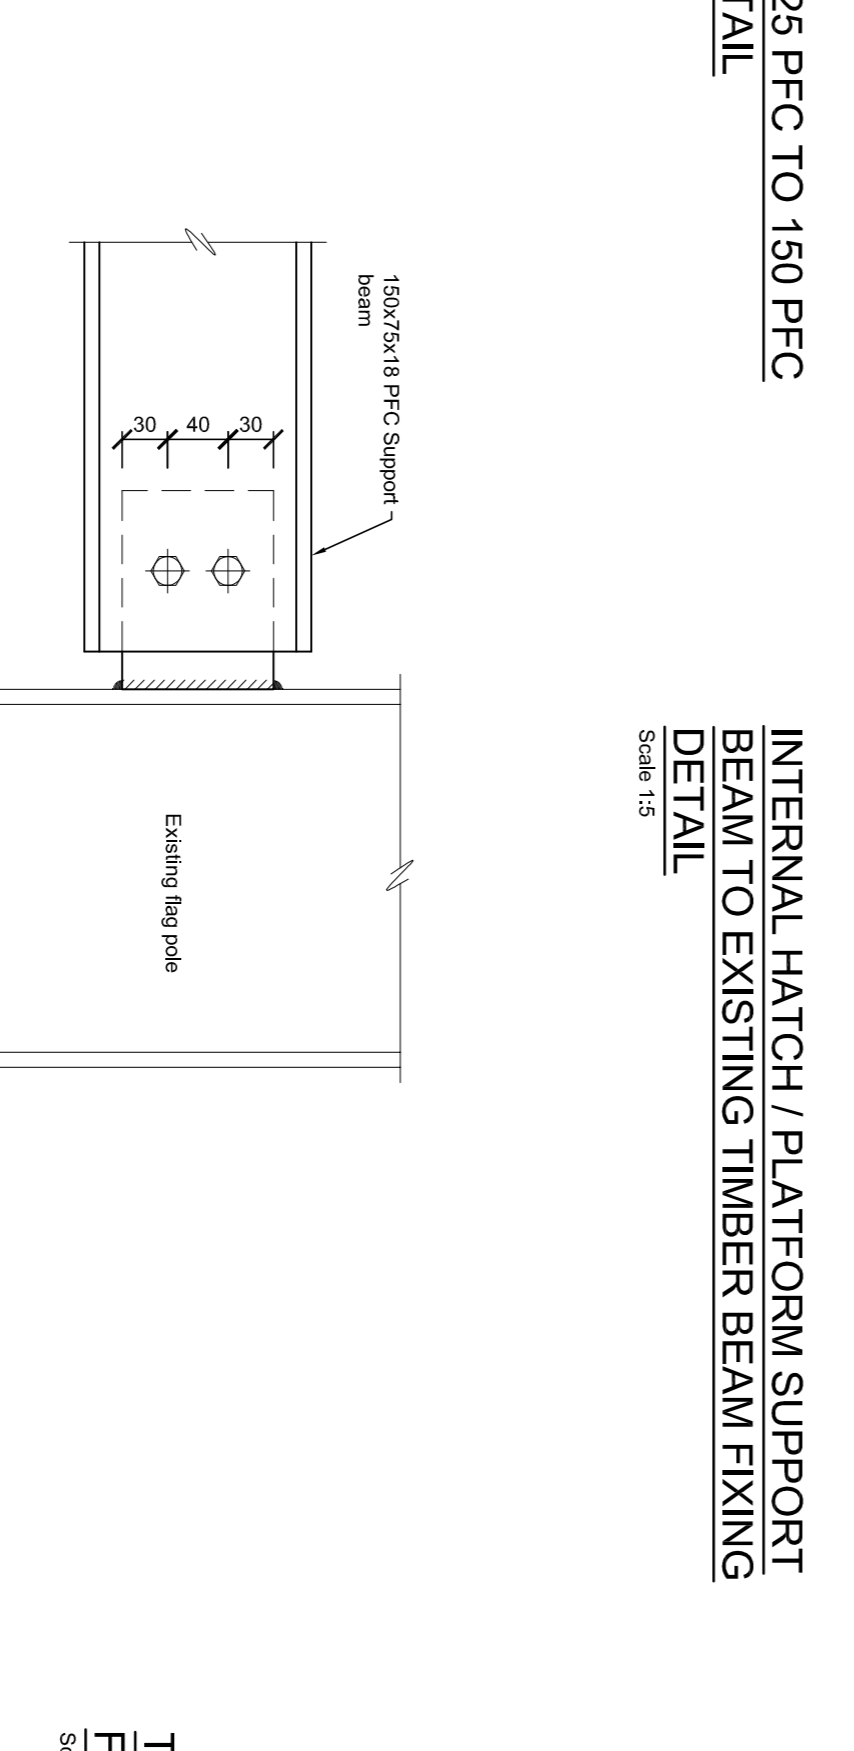 25 PFC TO 150 PFC
TAIL
INTERNAL HATCH / PLATFORM SUPPORT
BEAM TO EXISTING TIMBER BEAM FIXING
DETAIL
Scale 1:5
150x75x18 PFC Support
beam
30
40
30
Existing flag pole
T
F
Sc